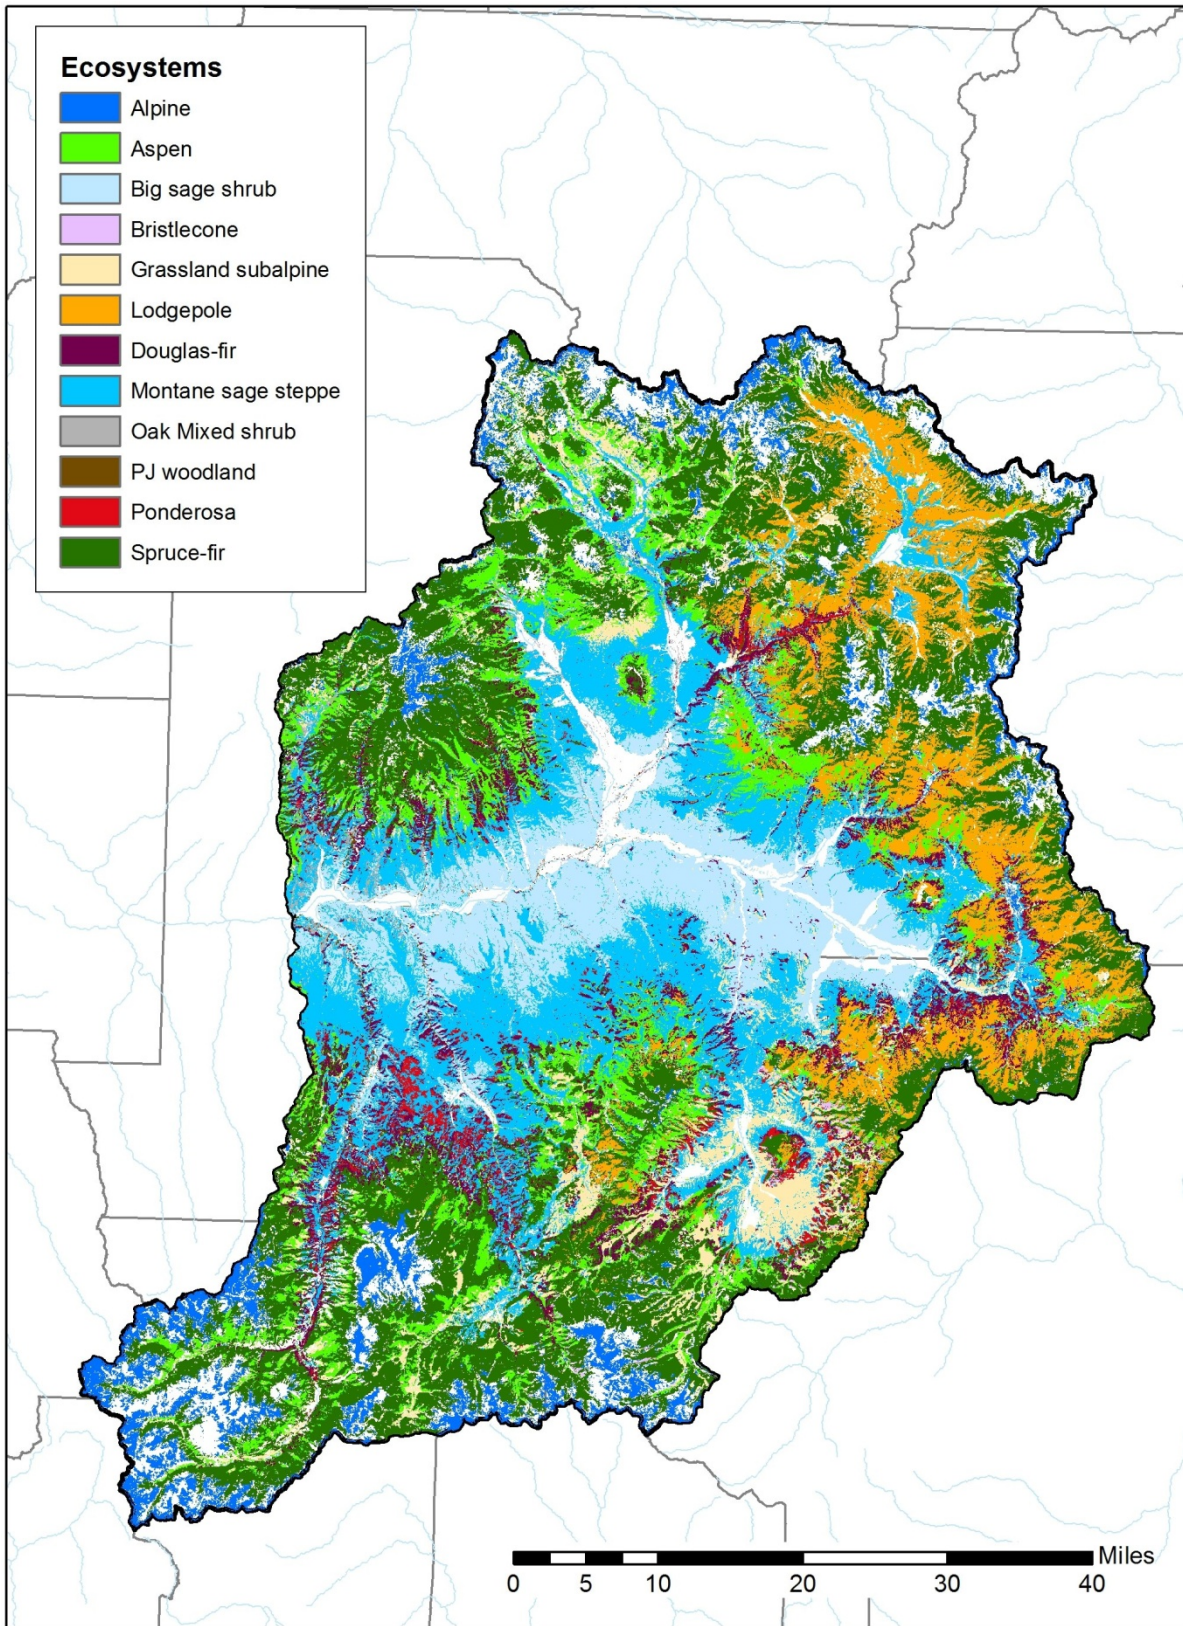 Ecosystems
Alpine
Aspen
Big sage shrub
Bristlecone
Grassland subalpine
Lodgepole
Douglas-fir
Montane sage steppe
Oak Mixed shrub
PJ woodland
Ponderosa
Spruce-fir
Miles
0 5 10 20 30 40